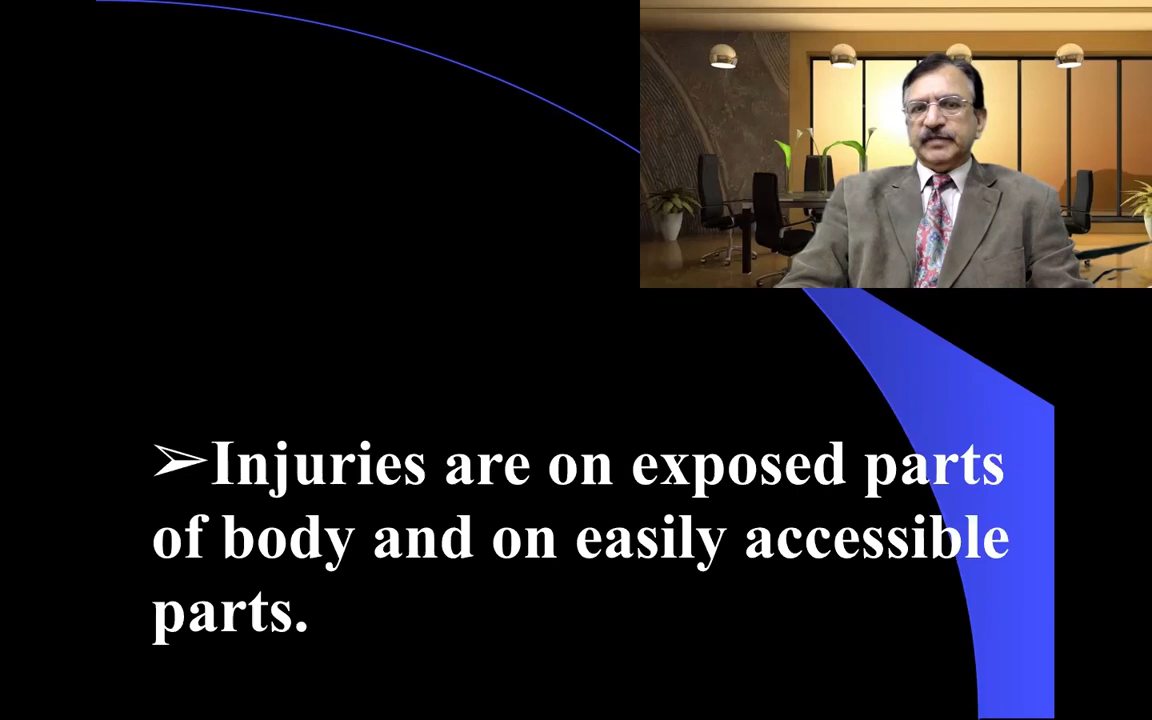 ➢Injuries are on exposed parts
of body and on easily accessible
parts.